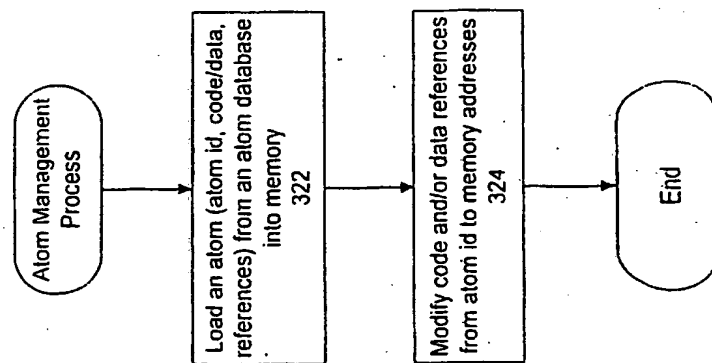 Atom Management
Process
Load an atom (atom id, code/data,
references) from an atom database
into memory
322
Modify code and/or data references
from atom id to memory addresses
324
End